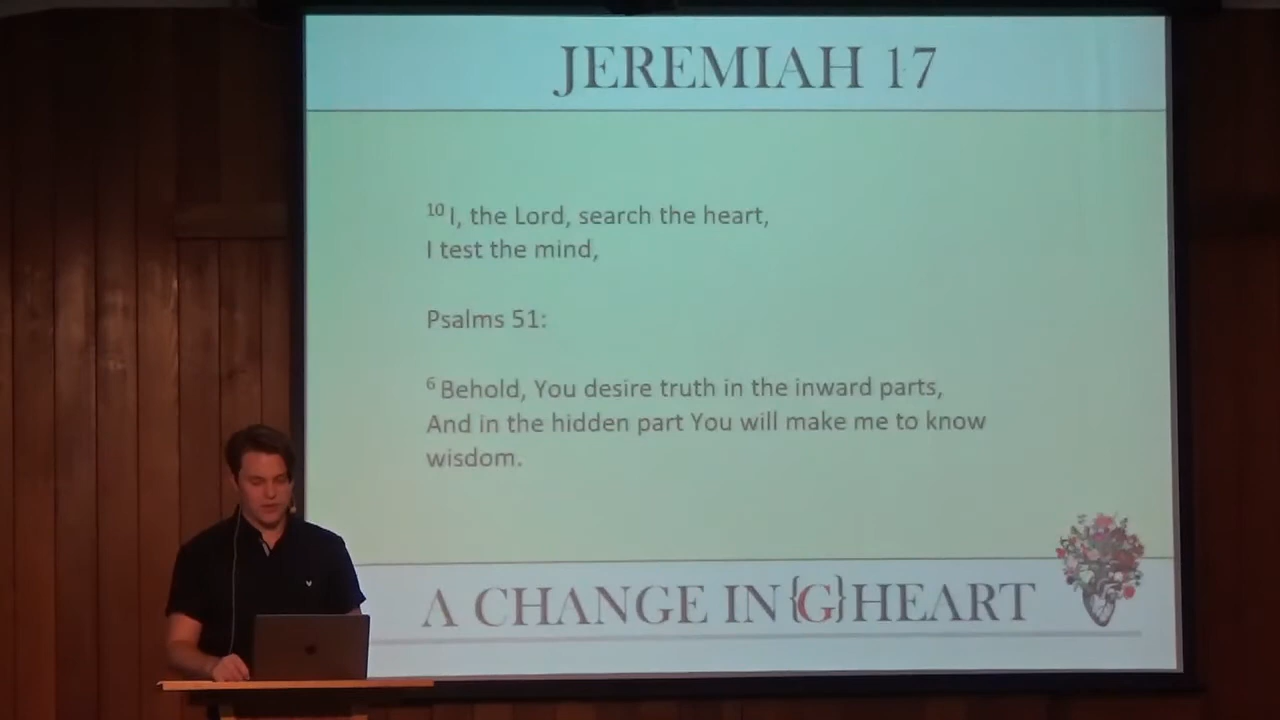 JEREMIAH 17
10 I, the Lord, search the heart,
I test the mind,
Psalms 51:
6 Behold, You desire truth in the inward parts,
And in the hidden part You will make me to know
wisdom.
A CHANGE IN{G}HEART